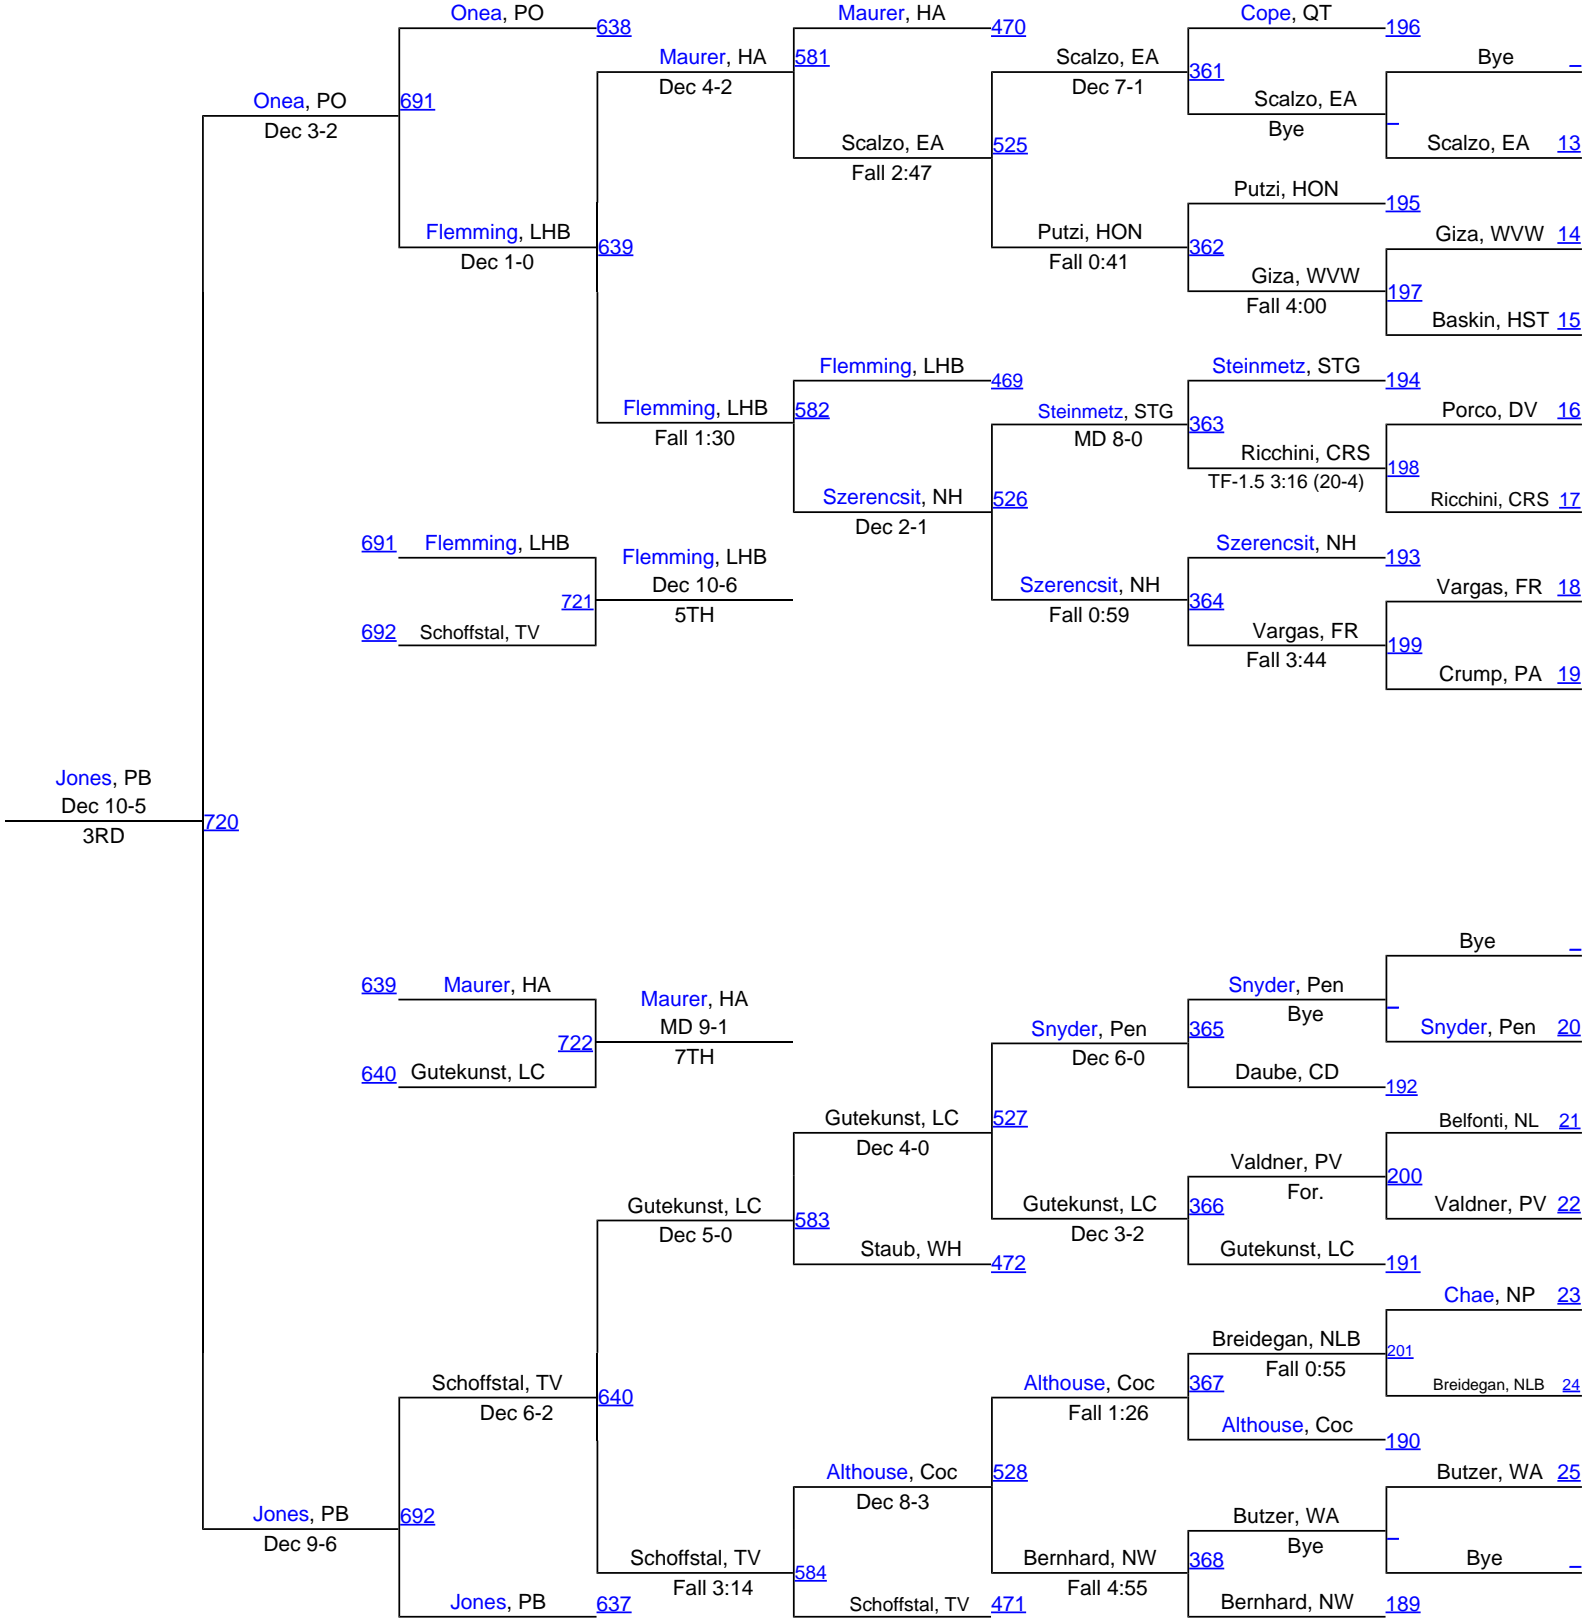 Onea, PO
638
Maurer, HA
470
Cope, QT
196
Maurer, HA
581
Dec 4-2
Scalzo, EA
361
Dec 7-1
Bye
_
Onea, PO
691
Dec 3-2
Scalzo, EA
_
Bye
Scalzo, EA
525
Fall 2:47
Scalzo, EA 13
Putzi, HON
195
Flemming, LHB
639
Dec 1-0
Putzi, HON
362
Fall 0:41
Giza, WVW 14
Giza, WVW
197
Fall 4:00
Baskin, HST 15
Flemming, LHB
469
Steinmetz, STG
194
Flemming, LHB
582
Fall 1:30
Steinmetz, STG
363
MD 8-0
Porco, DV 16
Ricchini, CRS
198
TF-1.5 3:16 (20-4)
Szerencsit, NH
526
Dec 2-1
Ricchini, CRS 17
691 Flemming, LHB
Flemming, LHB
Szerencsit, NH
193
721
Dec 10-6
5TH
Szerencsit, NH
364
Fall 0:59
Vargas, FR 18
692 Schoffstal, TV
Vargas, FR
199
Fall 3:44
Crump, PA 19
Jones, PB
Dec 10-5
720
3RD
Bye
_
639 Maurer, HA
Maurer, HA
Snyder, Pen
_
Bye
722
MD 9-1
7TH
Snyder, Pen
365
Dec 6-0
Snyder, Pen 20
640 Gutekunst, LC
Daube, CD
192
Gutekunst, LC
527
Dec 4-0
Belfonti, NL 21
Valdner, PV
200
For.
Gutekunst, LC
583
Dec 5-0
Gutekunst, LC
366
Dec 3-2
Valdner, PV 22
Staub, WH
472
Gutekunst, LC
191
Chae, NP 23
Breidegan, NLB
201
Fall 0:55
Schoffstal, TV
640
Dec 6-2
Althouse, Coc
367
Fall 1:26
Breidegan, NLB 24
Althouse, Coc
190
Althouse, Coc
528
Dec 8-3
Butzer, WA 25
Jones, PB
692
Dec 9-6
Butzer, WA
_
Bye
Schoffstal, TV
584
Fall 3:14
Bernhard, NW
368
Fall 4:55
Bye
_
Jones, PB
637
Schoffstal, TV
471
Bernhard, NW
189